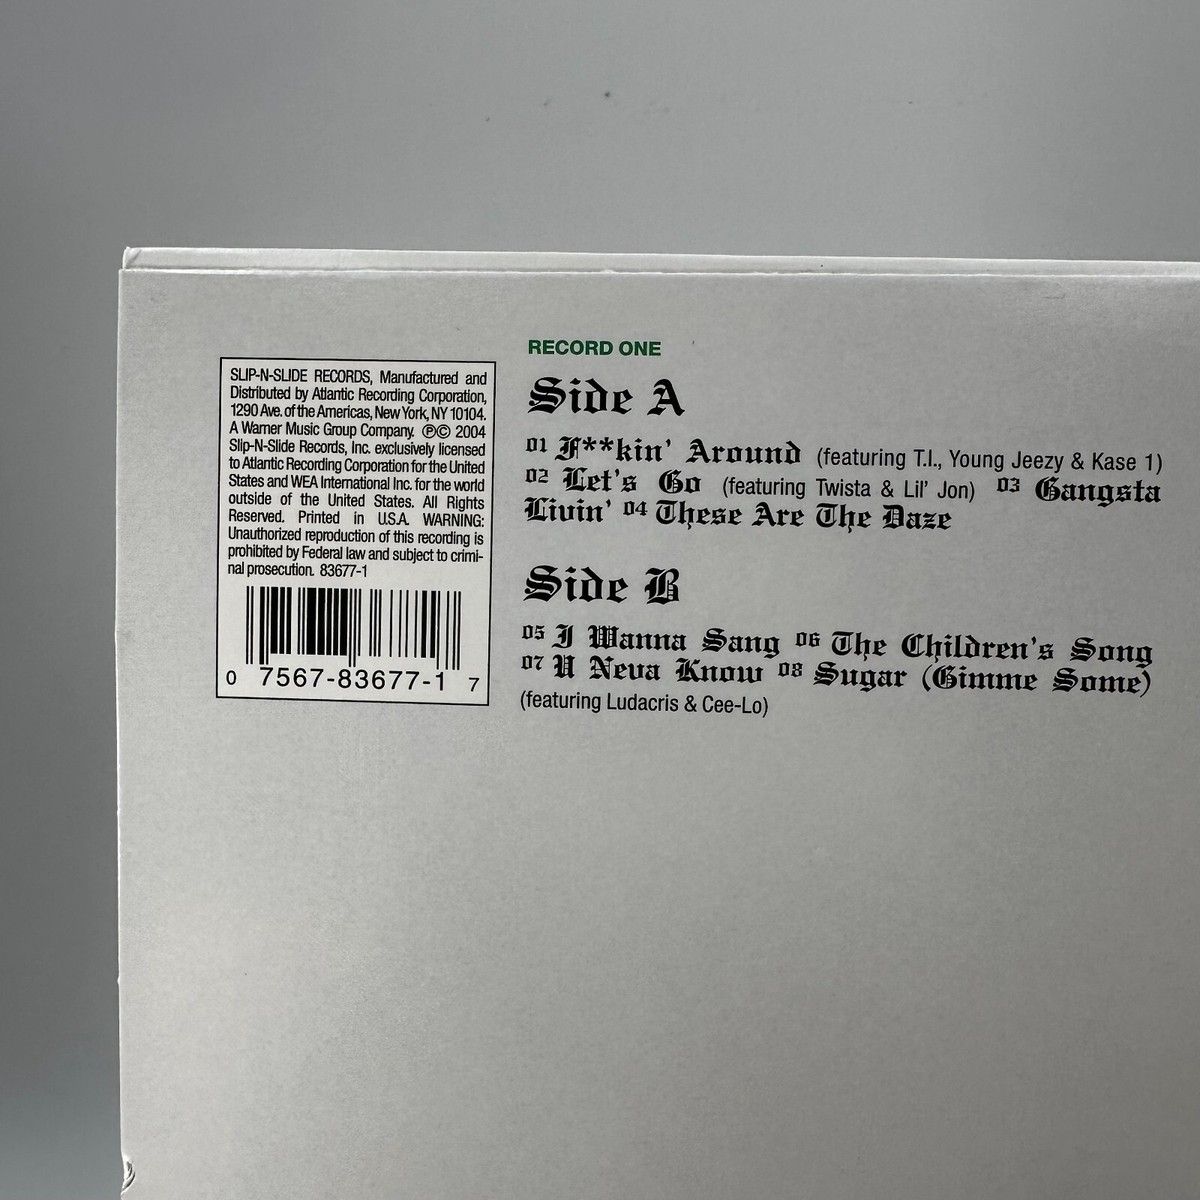 SLIP-N-SLIDE RECORDS, Manufactured and
Distributed by Atlantic Recording Corporation,
1290 Ave. of the Americas, New York, NY 10104.
A Warner Music Group Company. ℗© 2004
Slip-N-Slide Records, Inc. exclusively licensed
to Atlantic Recording Corporation for the United
States and WEA International Inc. for the world
outside of the United States. All Rights
Reserved. Printed in U.S.A. WARNING:
Unauthorized reproduction of this recording is
prohibited by Federal law and subject to crimi-
nal prosecution. 83677-1
0 7567-83677-1 7
RECORD ONE
Side A
01 F**kin' Around (featuring T.I., Young Jeezy & Kase 1)
02 Let's Go (featuring Twista & Lil' Jon) 03 Gangsta
Livin' 04 These Are The Daze
Side B
05 I Wanna Sang 06 The Children's Song
07 U Neva Know 08 Sugar (Gimme Some)
(featuring Ludacris & Cee-Lo)